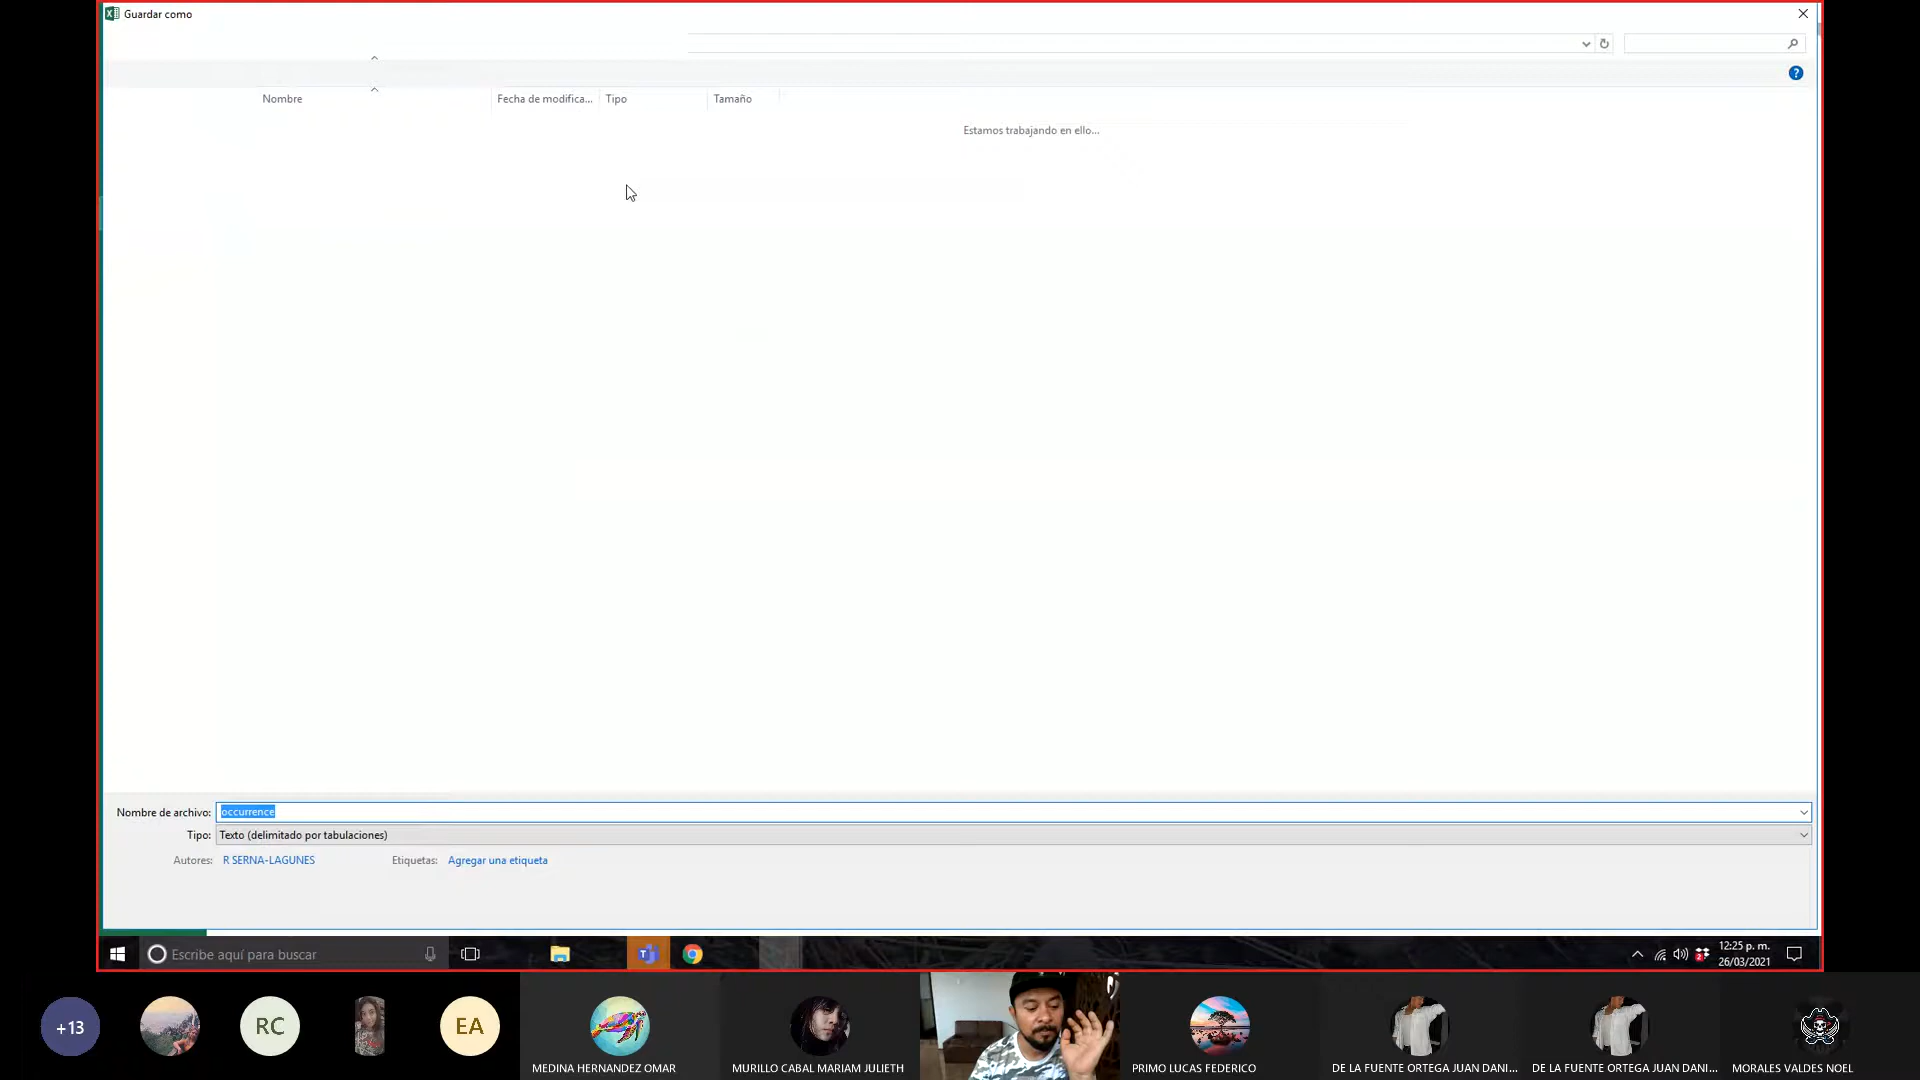 Guardar como
Nombre
Fecha de modifica...
Tipo
Tamaño
Estamos trabajando en ello...
Nombre de archivo: occurrence
Tipo: Texto (delimitado por tabulaciones)
Autores: R SERNA-LAGUNES Etiquetas: Agregar una etiqueta
Escribe aquí para buscar
12:25 p. m.
26/03/2021
+13
RC
EA
MEDINA HERNANDEZ OMAR
MURILLO CABAL MARIAM JULIETH
PRIMO LUCAS FEDERICO
DE LA FUENTE ORTEGA JUAN DANI...
DE LA FUENTE ORTEGA JUAN DANI...
MORALES VALDES NOEL